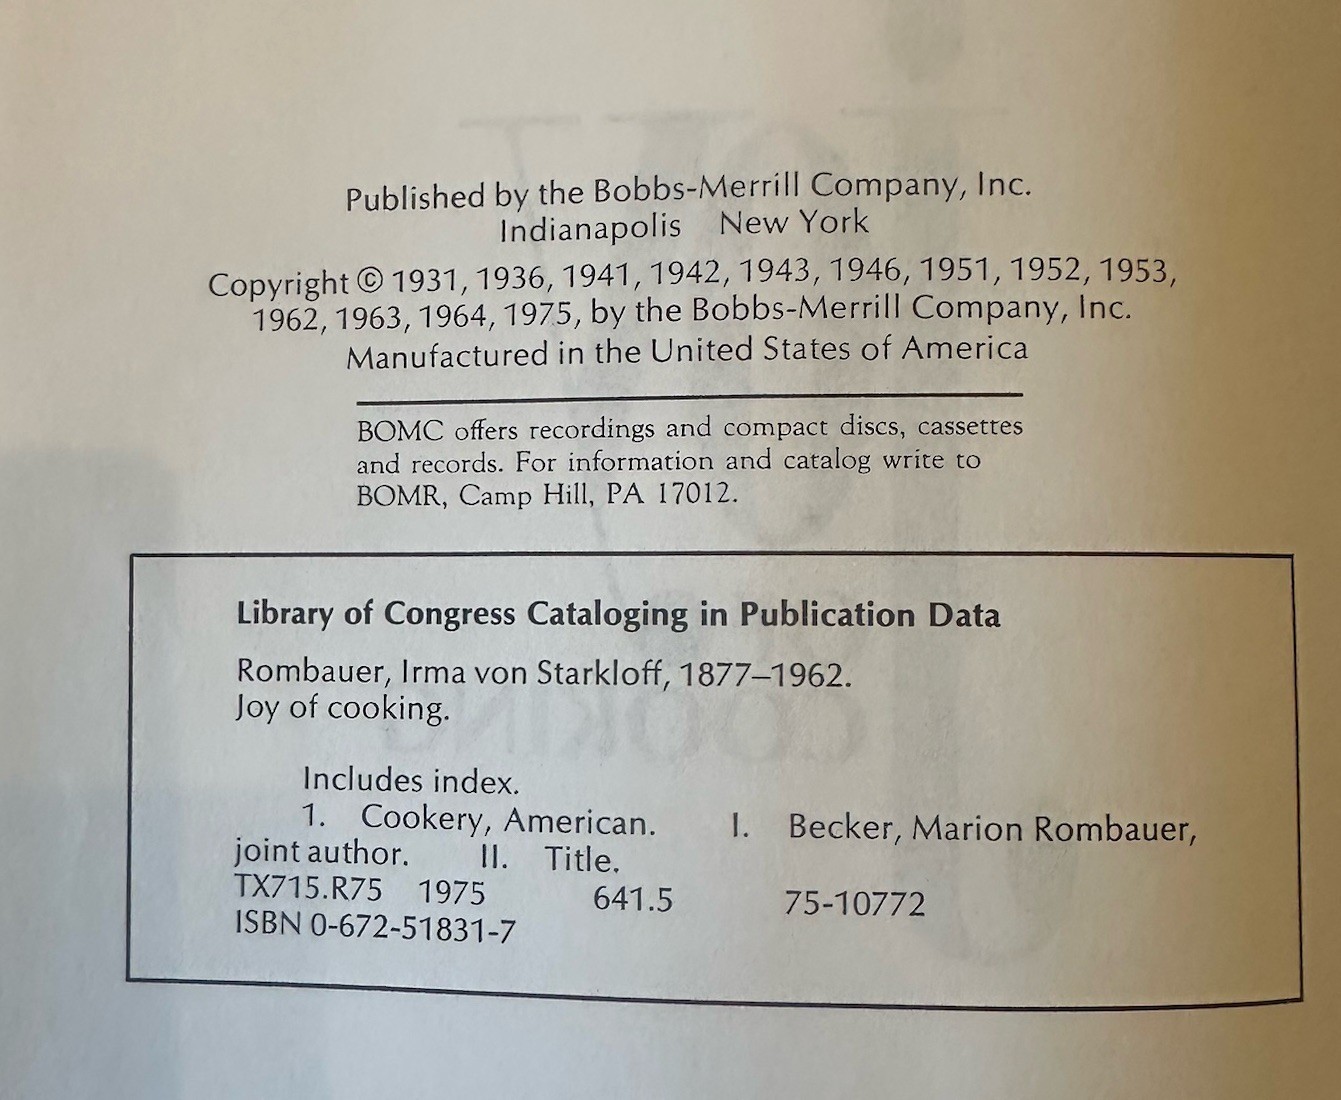 Published by the Bobbs-Merrill Company, Inc.
Indianapolis New York
Copyright © 1931, 1936, 1941, 1942, 1943, 1946, 1951, 1952, 1953,
1962, 1963, 1964, 1975, by the Bobbs-Merrill Company, Inc.
Manufactured in the United States of America
BOMC offers recordings and compact discs, cassettes
and records. For information and catalog write to
BOMR, Camp Hill, PA 17012.
Library of Congress Cataloging in Publication Data
Rombauer, Irma von Starkloff, 1877–1962.
Joy of cooking.
Includes index.
1. Cookery, American. I. Becker, Marion Rombauer,
joint author. II. Title.
TX715.R75 1975 641.5 75-10772
ISBN 0-672-51831-7